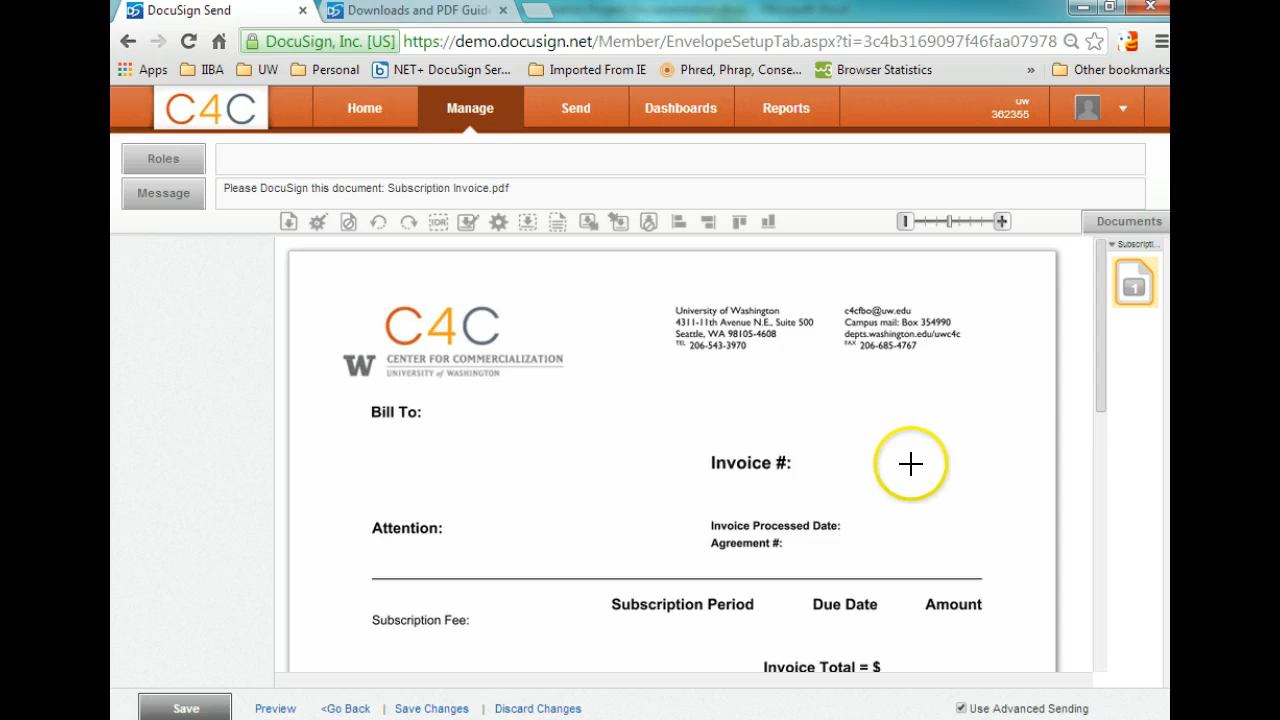 DocuSign Send
Downloads and PDF Guid
DocuSign, Inc. [US] https://demo.docusign.net/Member/EnvelopeSetupTab.aspx?ti=3c4b3169097f46faa07978
Apps IIBA UW Personal NET+ DocuSign Ser... Imported From IE Phred, Phrap, Conse... Browser Statistics » Other bookmarks
C4C Home Manage Send Dashboards Reports UW
362355
Roles
Message Please DocuSign this document: Subscription Invoice.pdf
Documents
Subscripti...
1
C4C
W CENTER FOR COMMERCIALIZATION
UNIVERSITY of WASHINGTON
University of Washington
4311-11th Avenue N.E., Suite 500
Seattle, WA 98105-4608
TEL 206-543-3970
c4cfbo@uw.edu
Campus mail: Box 354990
depts.washington.edu/uwc4c
FAX 206-685-4767
Bill To:
Invoice #:
Attention:
Invoice Processed Date:
Agreement #:
Subscription Period Due Date Amount
Subscription Fee:
Invoice Total = $
Save Preview <Go Back | Save Changes | Discard Changes Use Advanced Sending